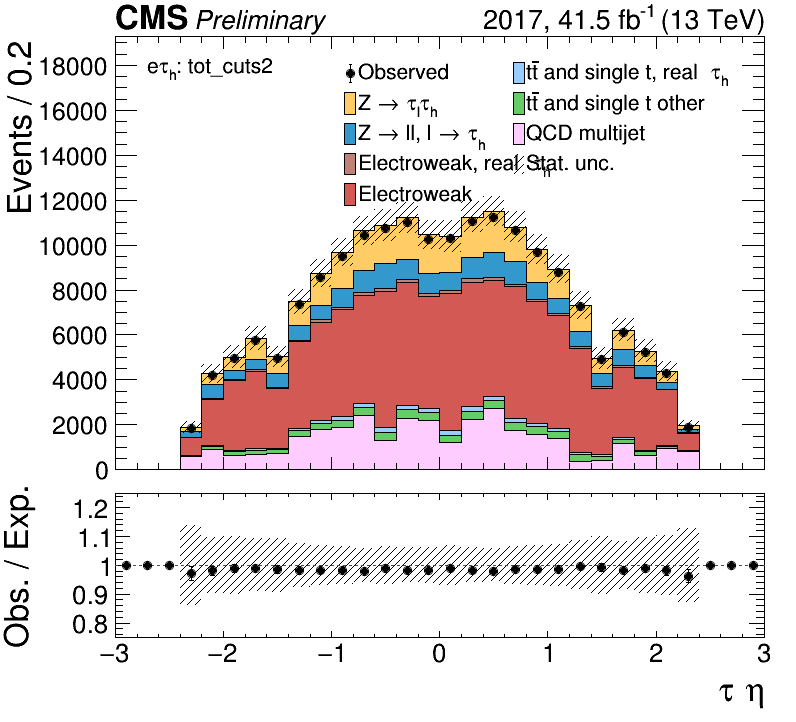 CMS Preliminary 2017, 41.5 fb⁻¹ (13 TeV)
Events / 0.2
18000
16000
14000
12000
10000
8000
6000
4000
2000
0
eτh: tot_cuts2
Observed
Z → τlτh
Z → ll, l → τh
Electroweak, real τh
Electroweak
tt̄ and single t, real τh
tt̄ and single t other
QCD multijet
Stat. unc.
Obs. / Exp.
1.2
1.1
1
0.9
0.8
−3 −2 −1 0 1 2 3
τ η